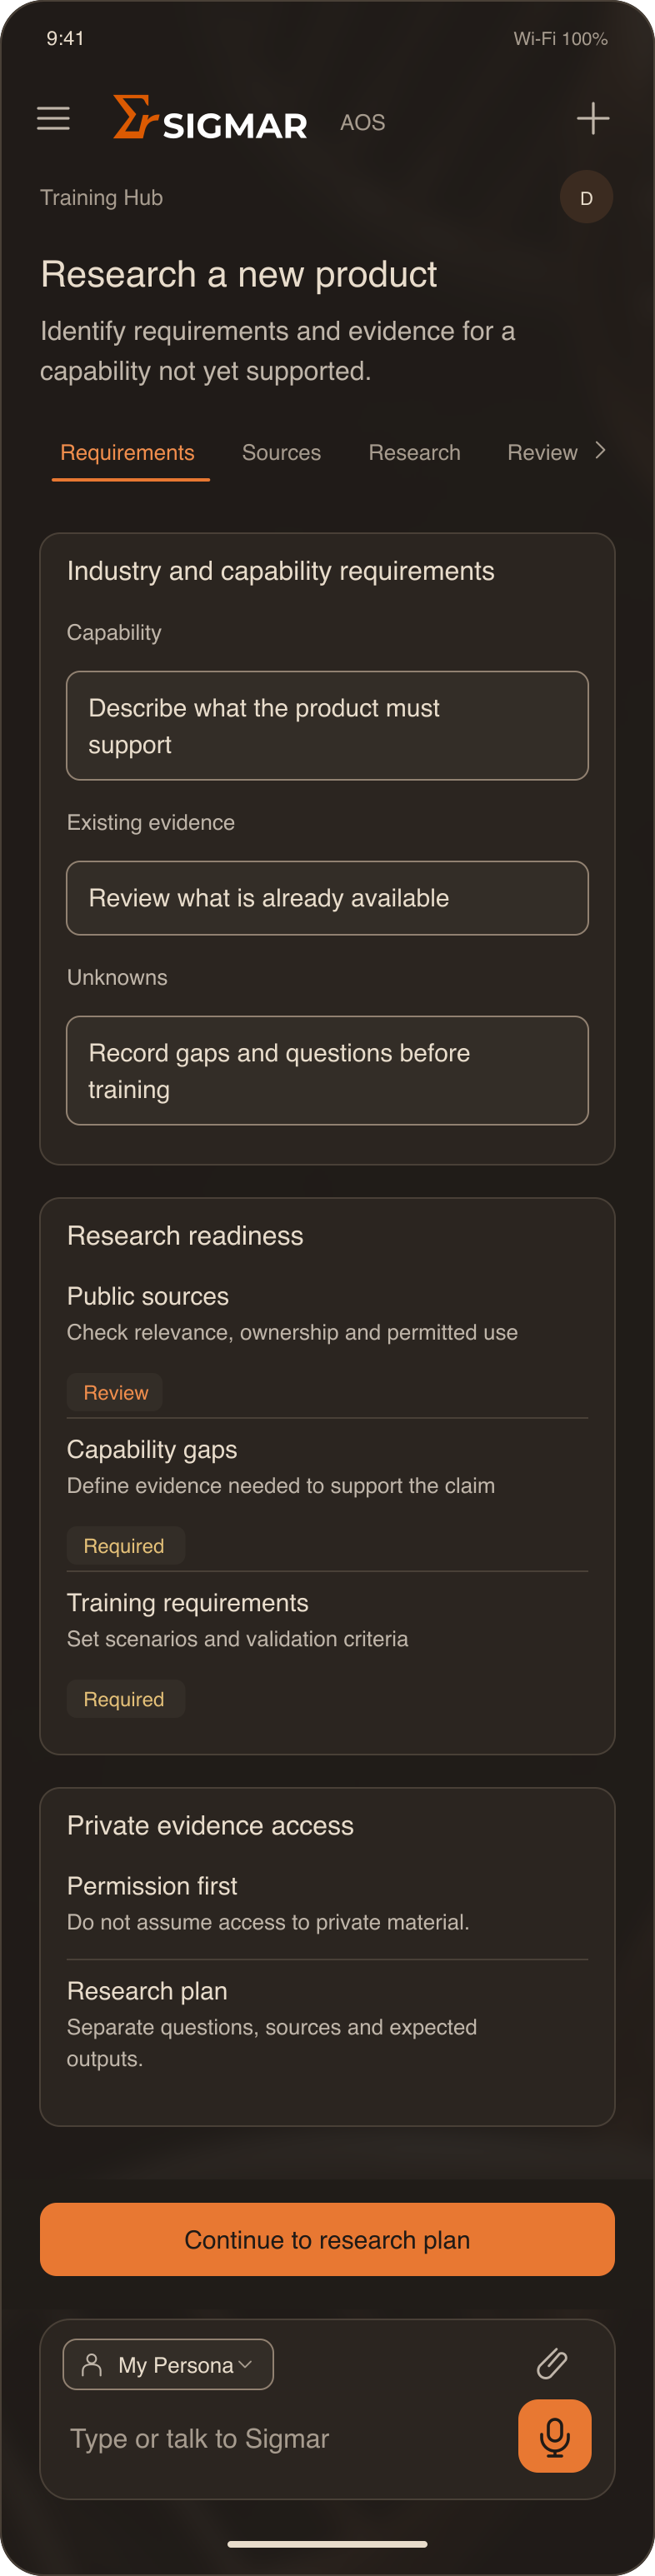 9:41
Wi-Fi 100%
SIGMAR AOS
Training Hub
D
Research a new product
Identify requirements and evidence for a
capability not yet supported.
Requirements Sources Research Review
Industry and capability requirements
Capability
Describe what the product must
support
Existing evidence
Review what is already available
Unknowns
Record gaps and questions before
training
Research readiness
Public sources
Check relevance, ownership and permitted use
Review
Capability gaps
Define evidence needed to support the claim
Required
Training requirements
Set scenarios and validation criteria
Required
Private evidence access
Permission first
Do not assume access to private material.
Research plan
Separate questions, sources and expected
outputs.
Continue to research plan
My Persona
Type or talk to Sigmar